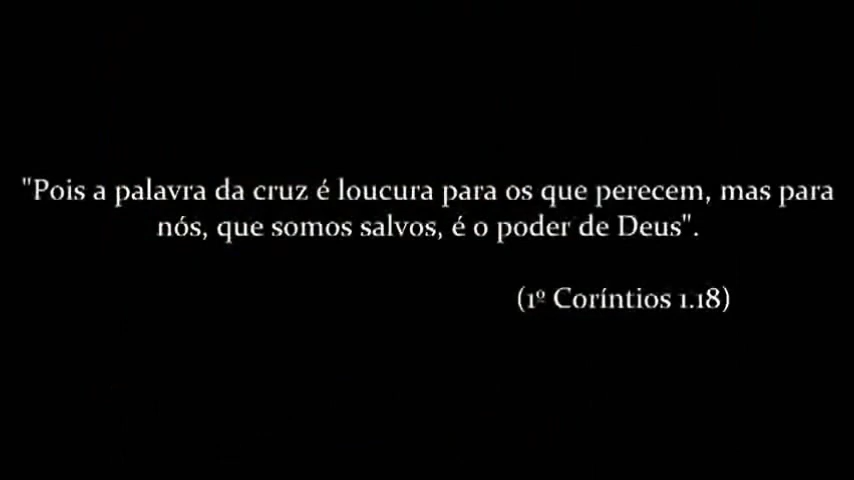 "Pois a palavra da cruz é loucura para os que perecem, mas para
nós, que somos salvos, é o poder de Deus".
(1º Coríntios 1.18)